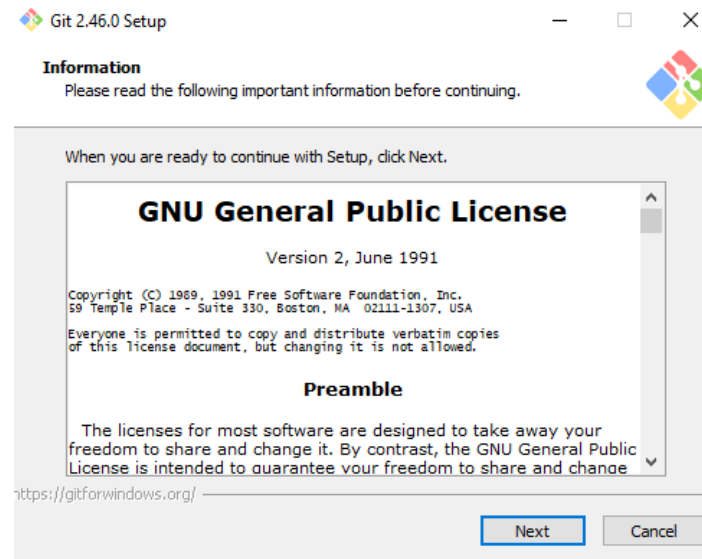 Git 2.46.0 Setup
Information
Please read the following important information before continuing.
When you are ready to continue with Setup, click Next.
GNU General Public License
Version 2, June 1991
Copyright (C) 1989, 1991 Free Software Foundation, Inc.
59 Temple Place - Suite 330, Boston, MA  02111-1307, USA
Everyone is permitted to copy and distribute verbatim copies
of this license document, but changing it is not allowed.
Preamble
The licenses for most software are designed to take away your
freedom to share and change it. By contrast, the GNU General Public
License is intended to guarantee your freedom to share and change
https://gitforwindows.org/
Next
Cancel